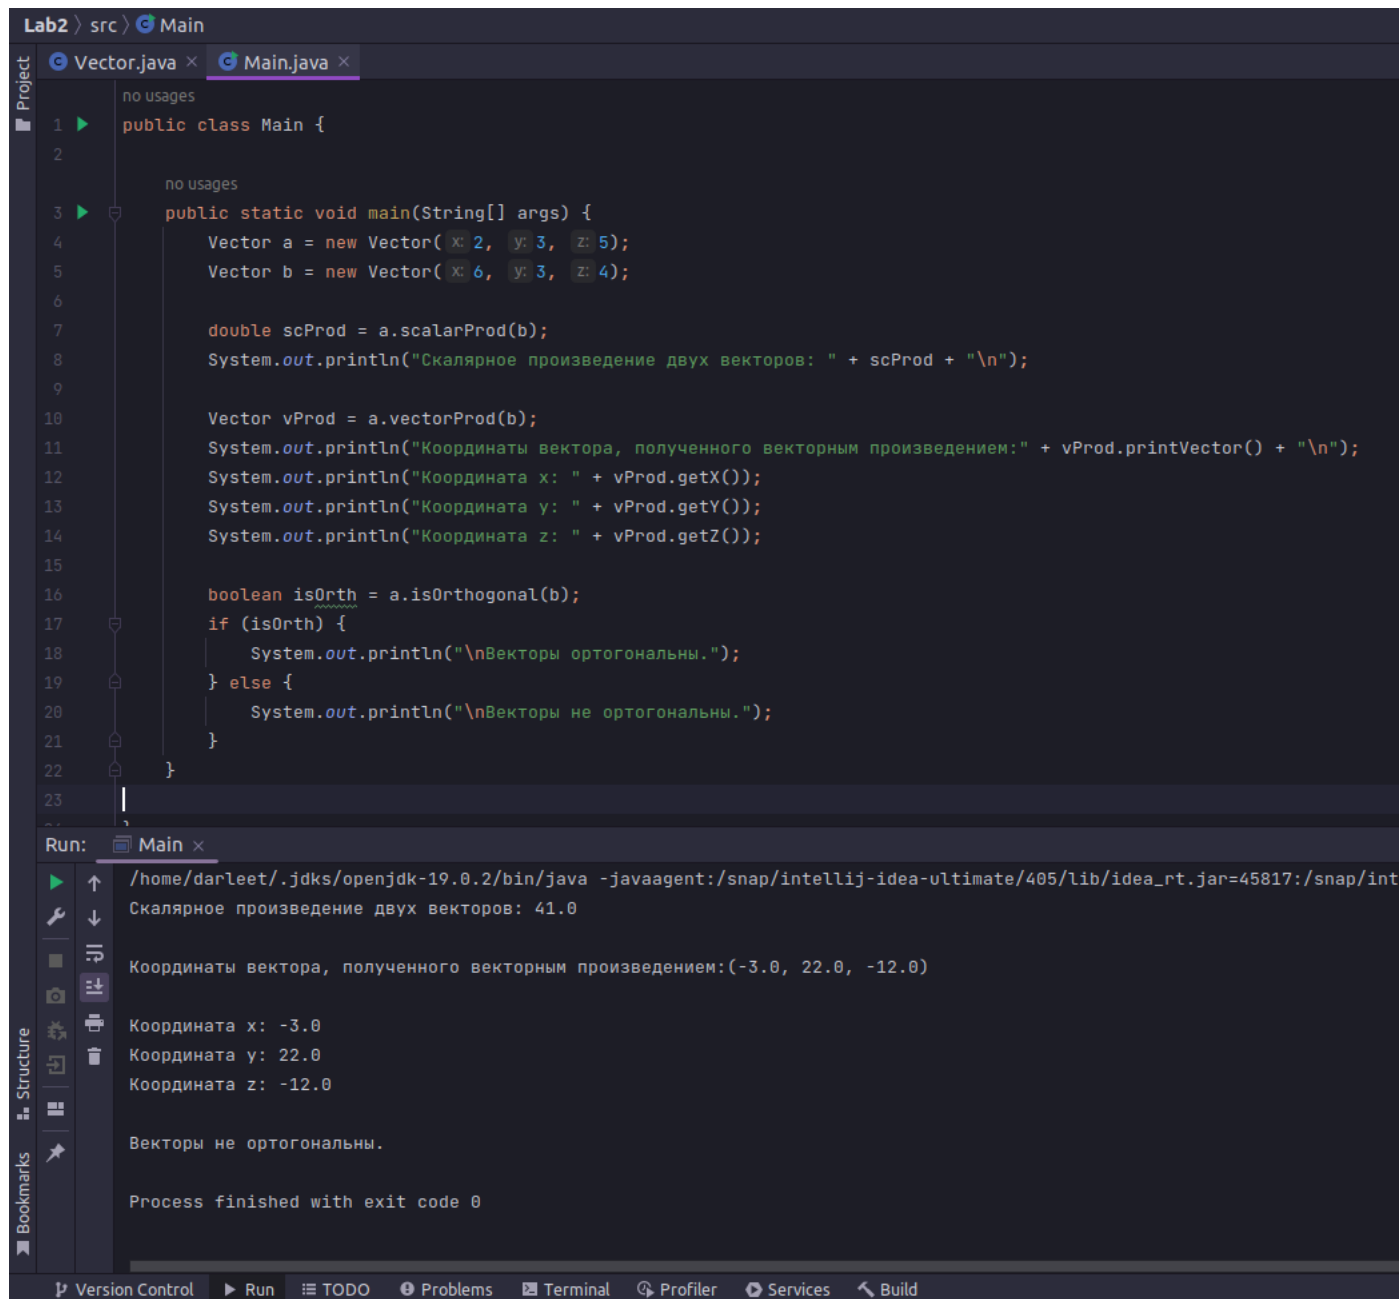 Lab2 〉 src 〉 Main
Project
Vector.java ×  Main.java ×
no usages
1 public class Main {
2
no usages
3     public static void main(String[] args) {
4         Vector a = new Vector( x: 2,  y: 3,  z: 5);
5         Vector b = new Vector( x: 6,  y: 3,  z: 4);
6
7         double scProd = a.scalarProd(b);
8         System.out.println("Скалярное произведение двух векторов: " + scProd + "\n");
9
10         Vector vProd = a.vectorProd(b);
11         System.out.println("Координаты вектора, полученного векторным произведением:" + vProd.printVector() + "\n");
12         System.out.println("Координата x: " + vProd.getX());
13         System.out.println("Координата y: " + vProd.getY());
14         System.out.println("Координата z: " + vProd.getZ());
15
16         boolean isOrth = a.isOrthogonal(b);
17         if (isOrth) {
18             System.out.println("\nВекторы ортогональны.");
19         } else {
20             System.out.println("\nВекторы не ортогональны.");
21         }
22     }
23
Run: Main ×
/home/darleet/.jdks/openjdk-19.0.2/bin/java -javaagent:/snap/intellij-idea-ultimate/405/lib/idea_rt.jar=45817:/snap/int
Скалярное произведение двух векторов: 41.0
Координаты вектора, полученного векторным произведением:(-3.0, 22.0, -12.0)
Координата x: -3.0
Координата y: 22.0
Координата z: -12.0
Векторы не ортогональны.
Process finished with exit code 0
Structure
Bookmarks
Version Control  Run  TODO  Problems  Terminal  Profiler  Services  Build